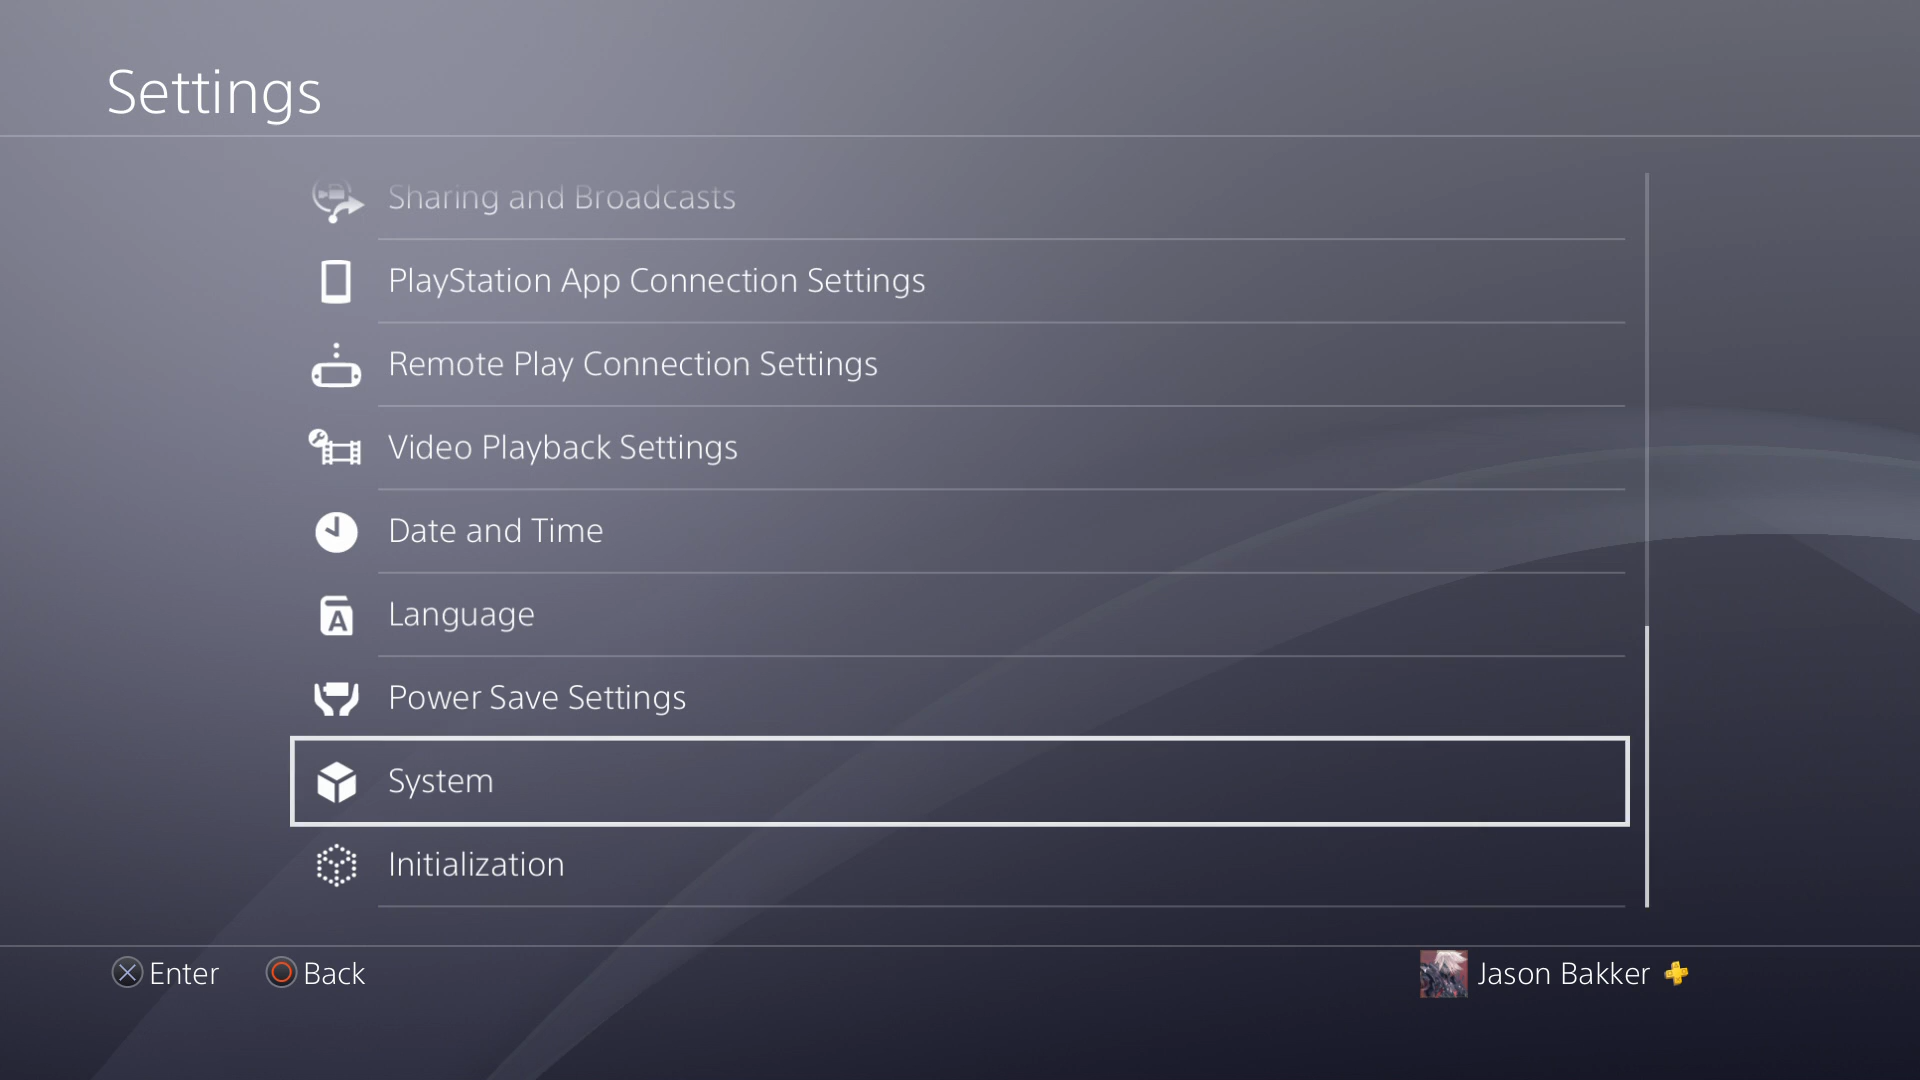 Settings
Sharing and Broadcasts
PlayStation App Connection Settings
Remote Play Connection Settings
Video Playback Settings
Date and Time
Language
Power Save Settings
System
Initialization
Enter Back Jason Bakker